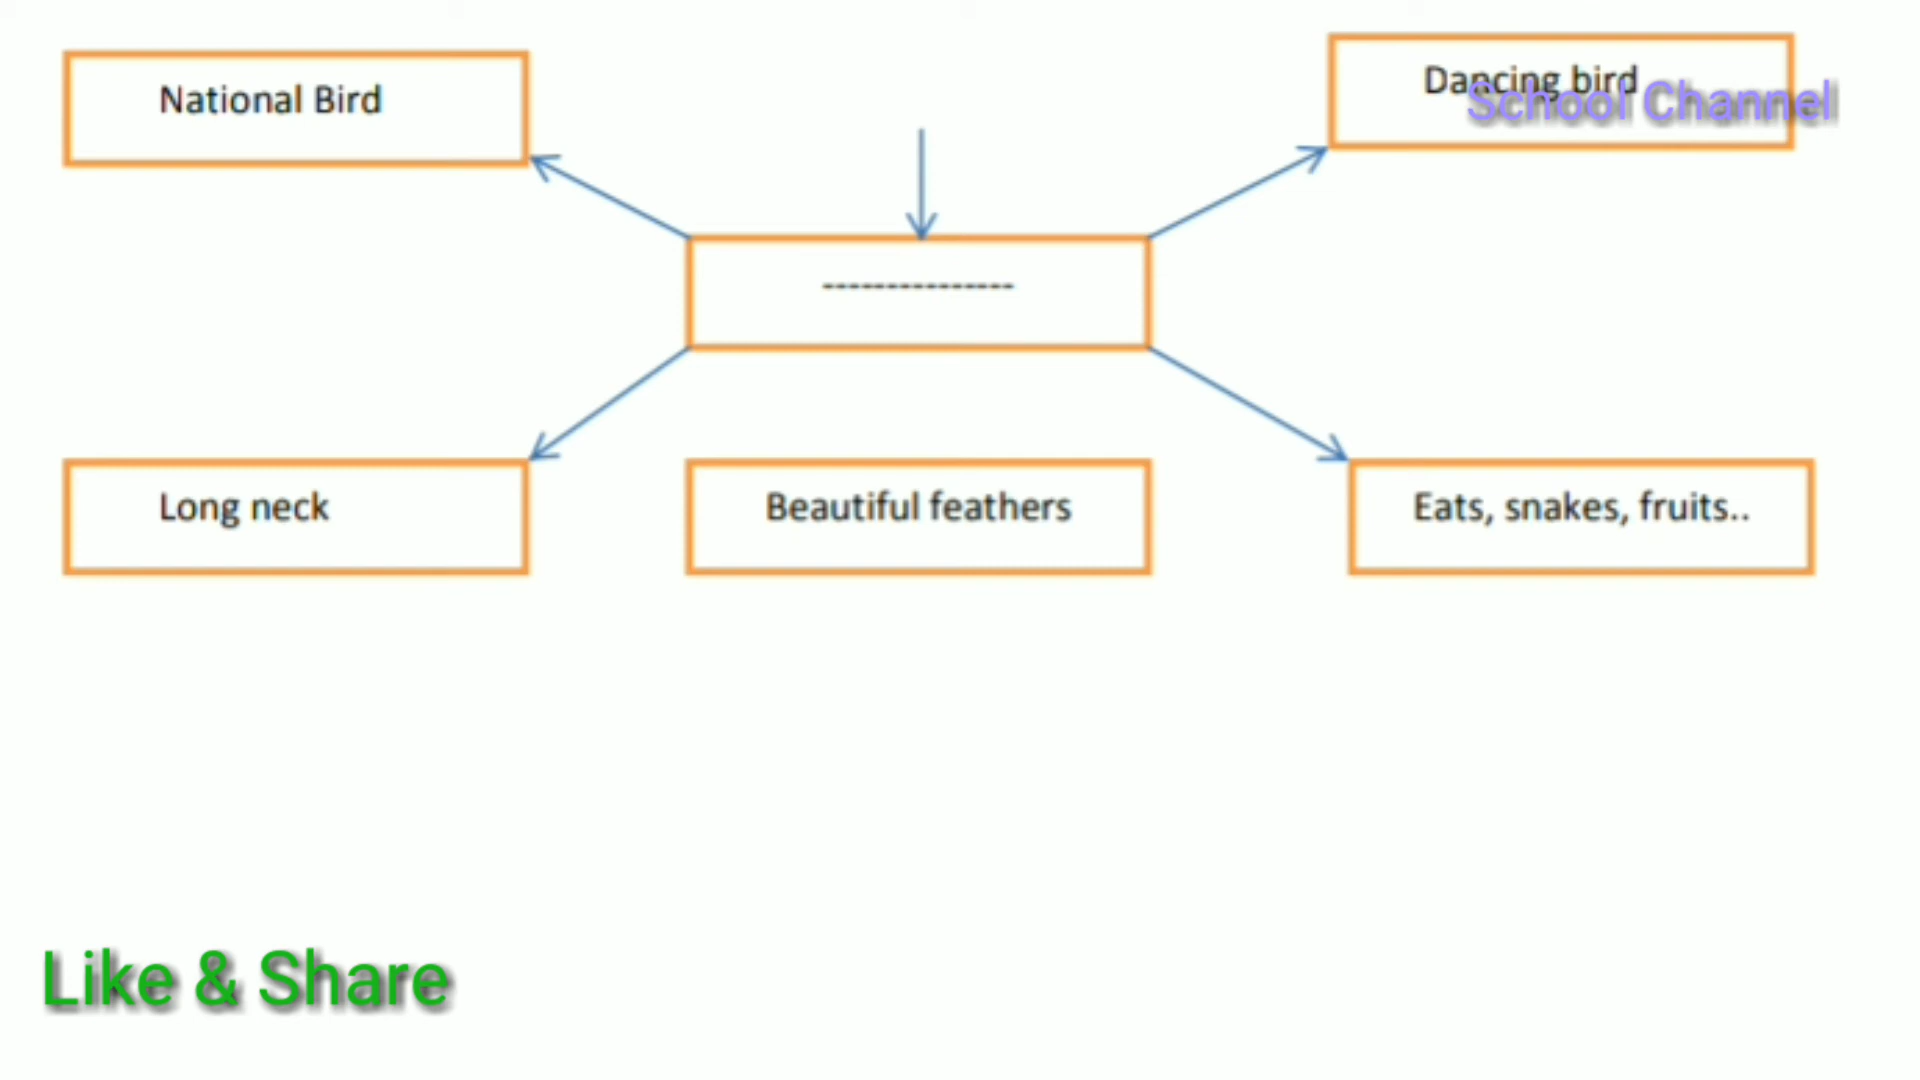 National Bird
Dancing bird
School Channel
---------------
Long neck
Beautiful feathers
Eats, snakes, fruits..
Like & Share